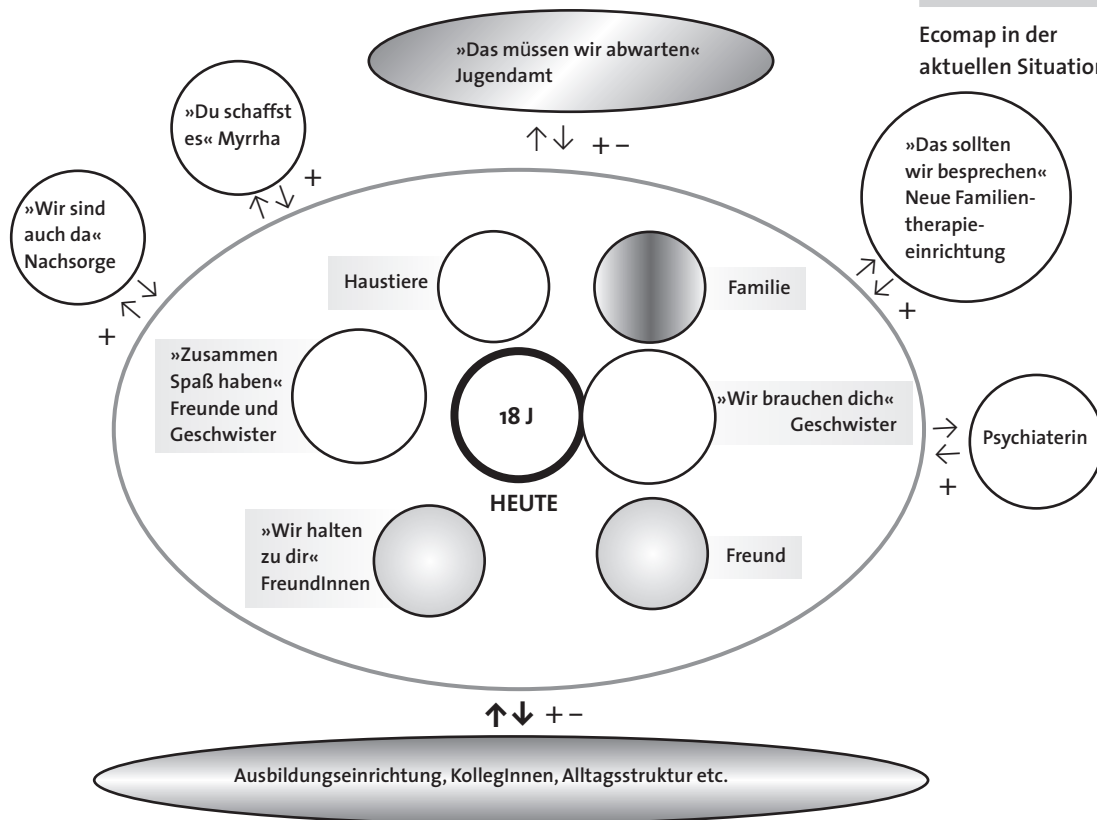 Ecomap in der
aktuellen Situation
»Das müssen wir abwarten«
Jugendamt
↑↓ + −
»Du schaffst
es« Myrrha
↑↓ +
»Wir sind
auch da«
Nachsorge
+
»Das sollten
wir besprechen«
Neue Familien-
therapie-
einrichtung
+
Haustiere
Familie
»Zusammen
Spaß haben«
Freunde und
Geschwister
18 J
HEUTE
»Wir brauchen dich«
Geschwister
Psychiaterin
+
»Wir halten
zu dir«
FreundInnen
Freund
↑↓ + −
Ausbildungseinrichtung, KollegInnen, Alltagsstruktur etc.